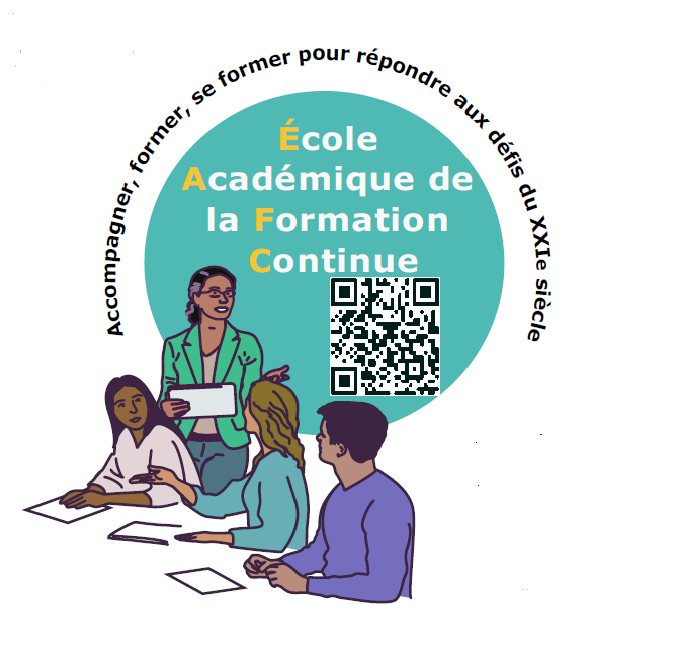 Accompagner, former, se former pour répondre aux défis du XXIe siècle
École
Académique de
la Formation
Continue